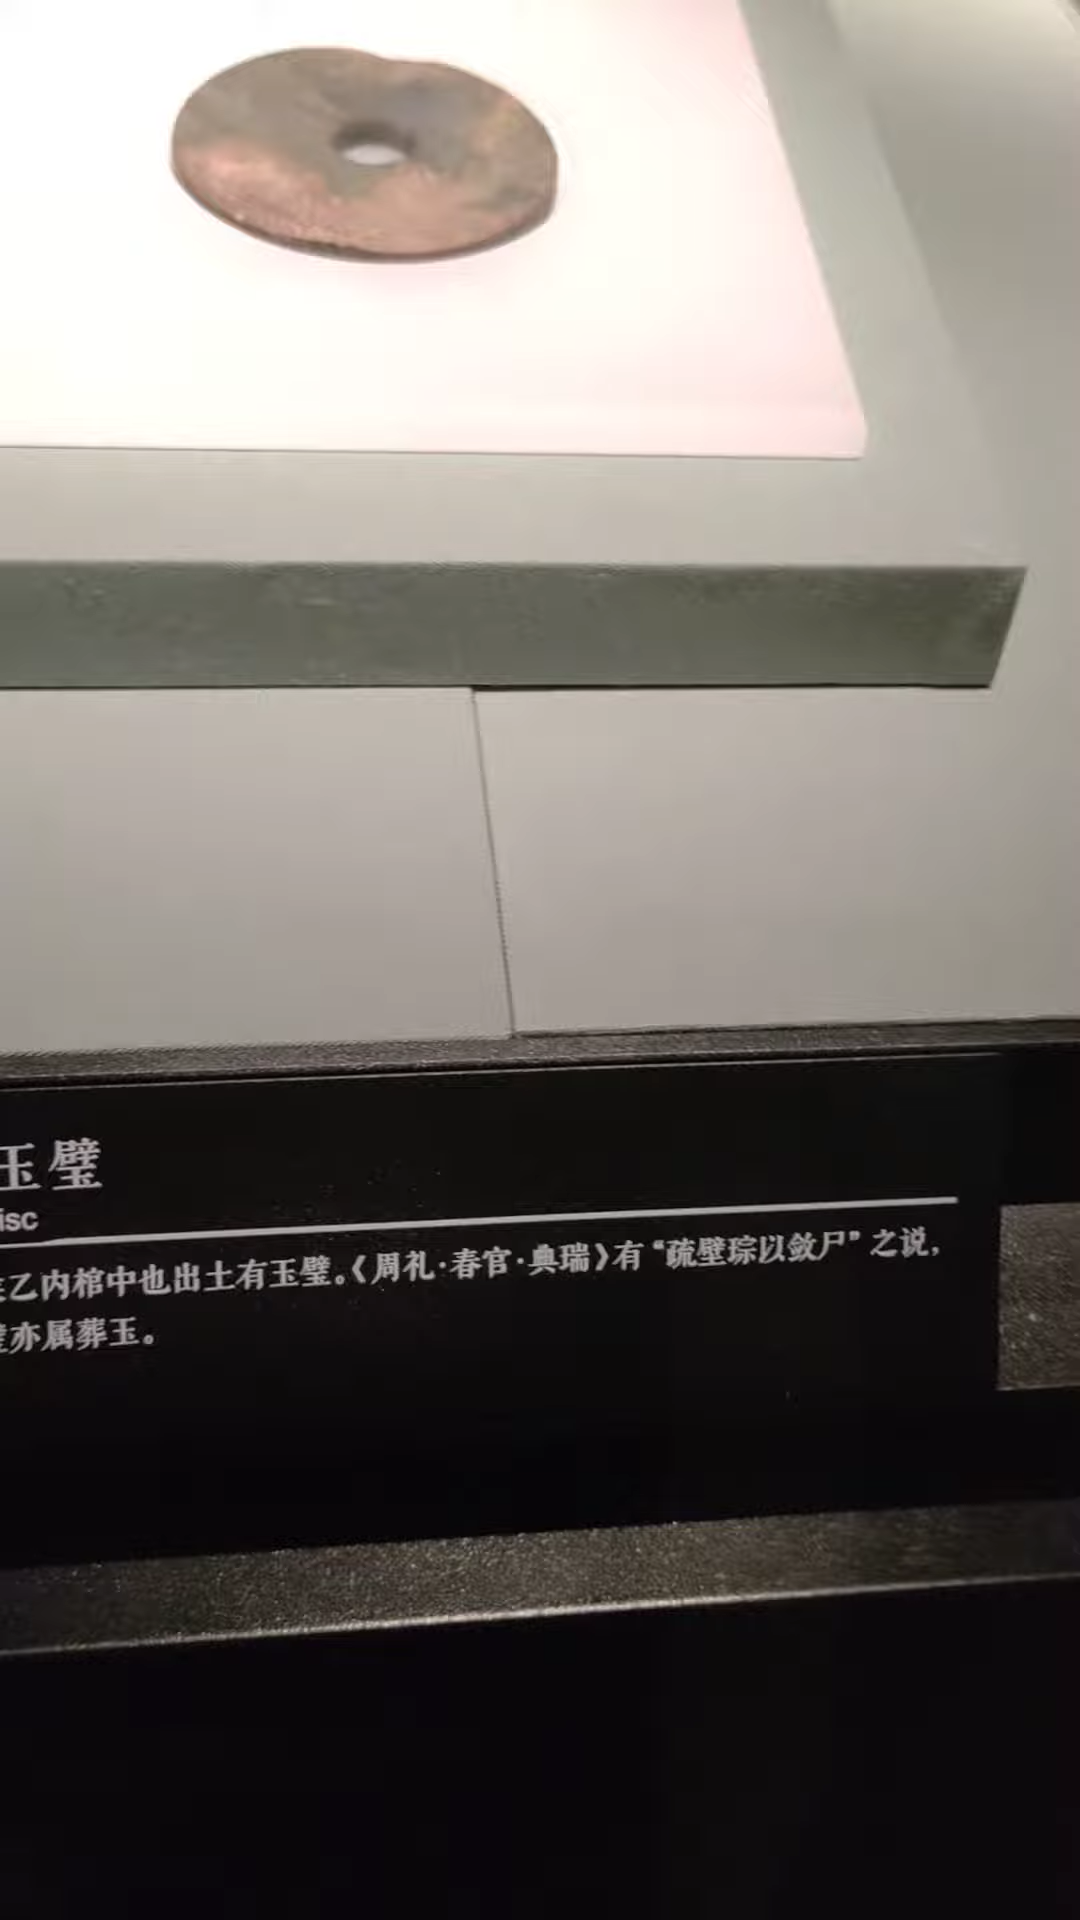 玉璧
isc
乙内棺中也出土有玉璧。《周礼·春官·典瑞》有“疏璧琮以敛尸”之说，
璧亦属葬玉。